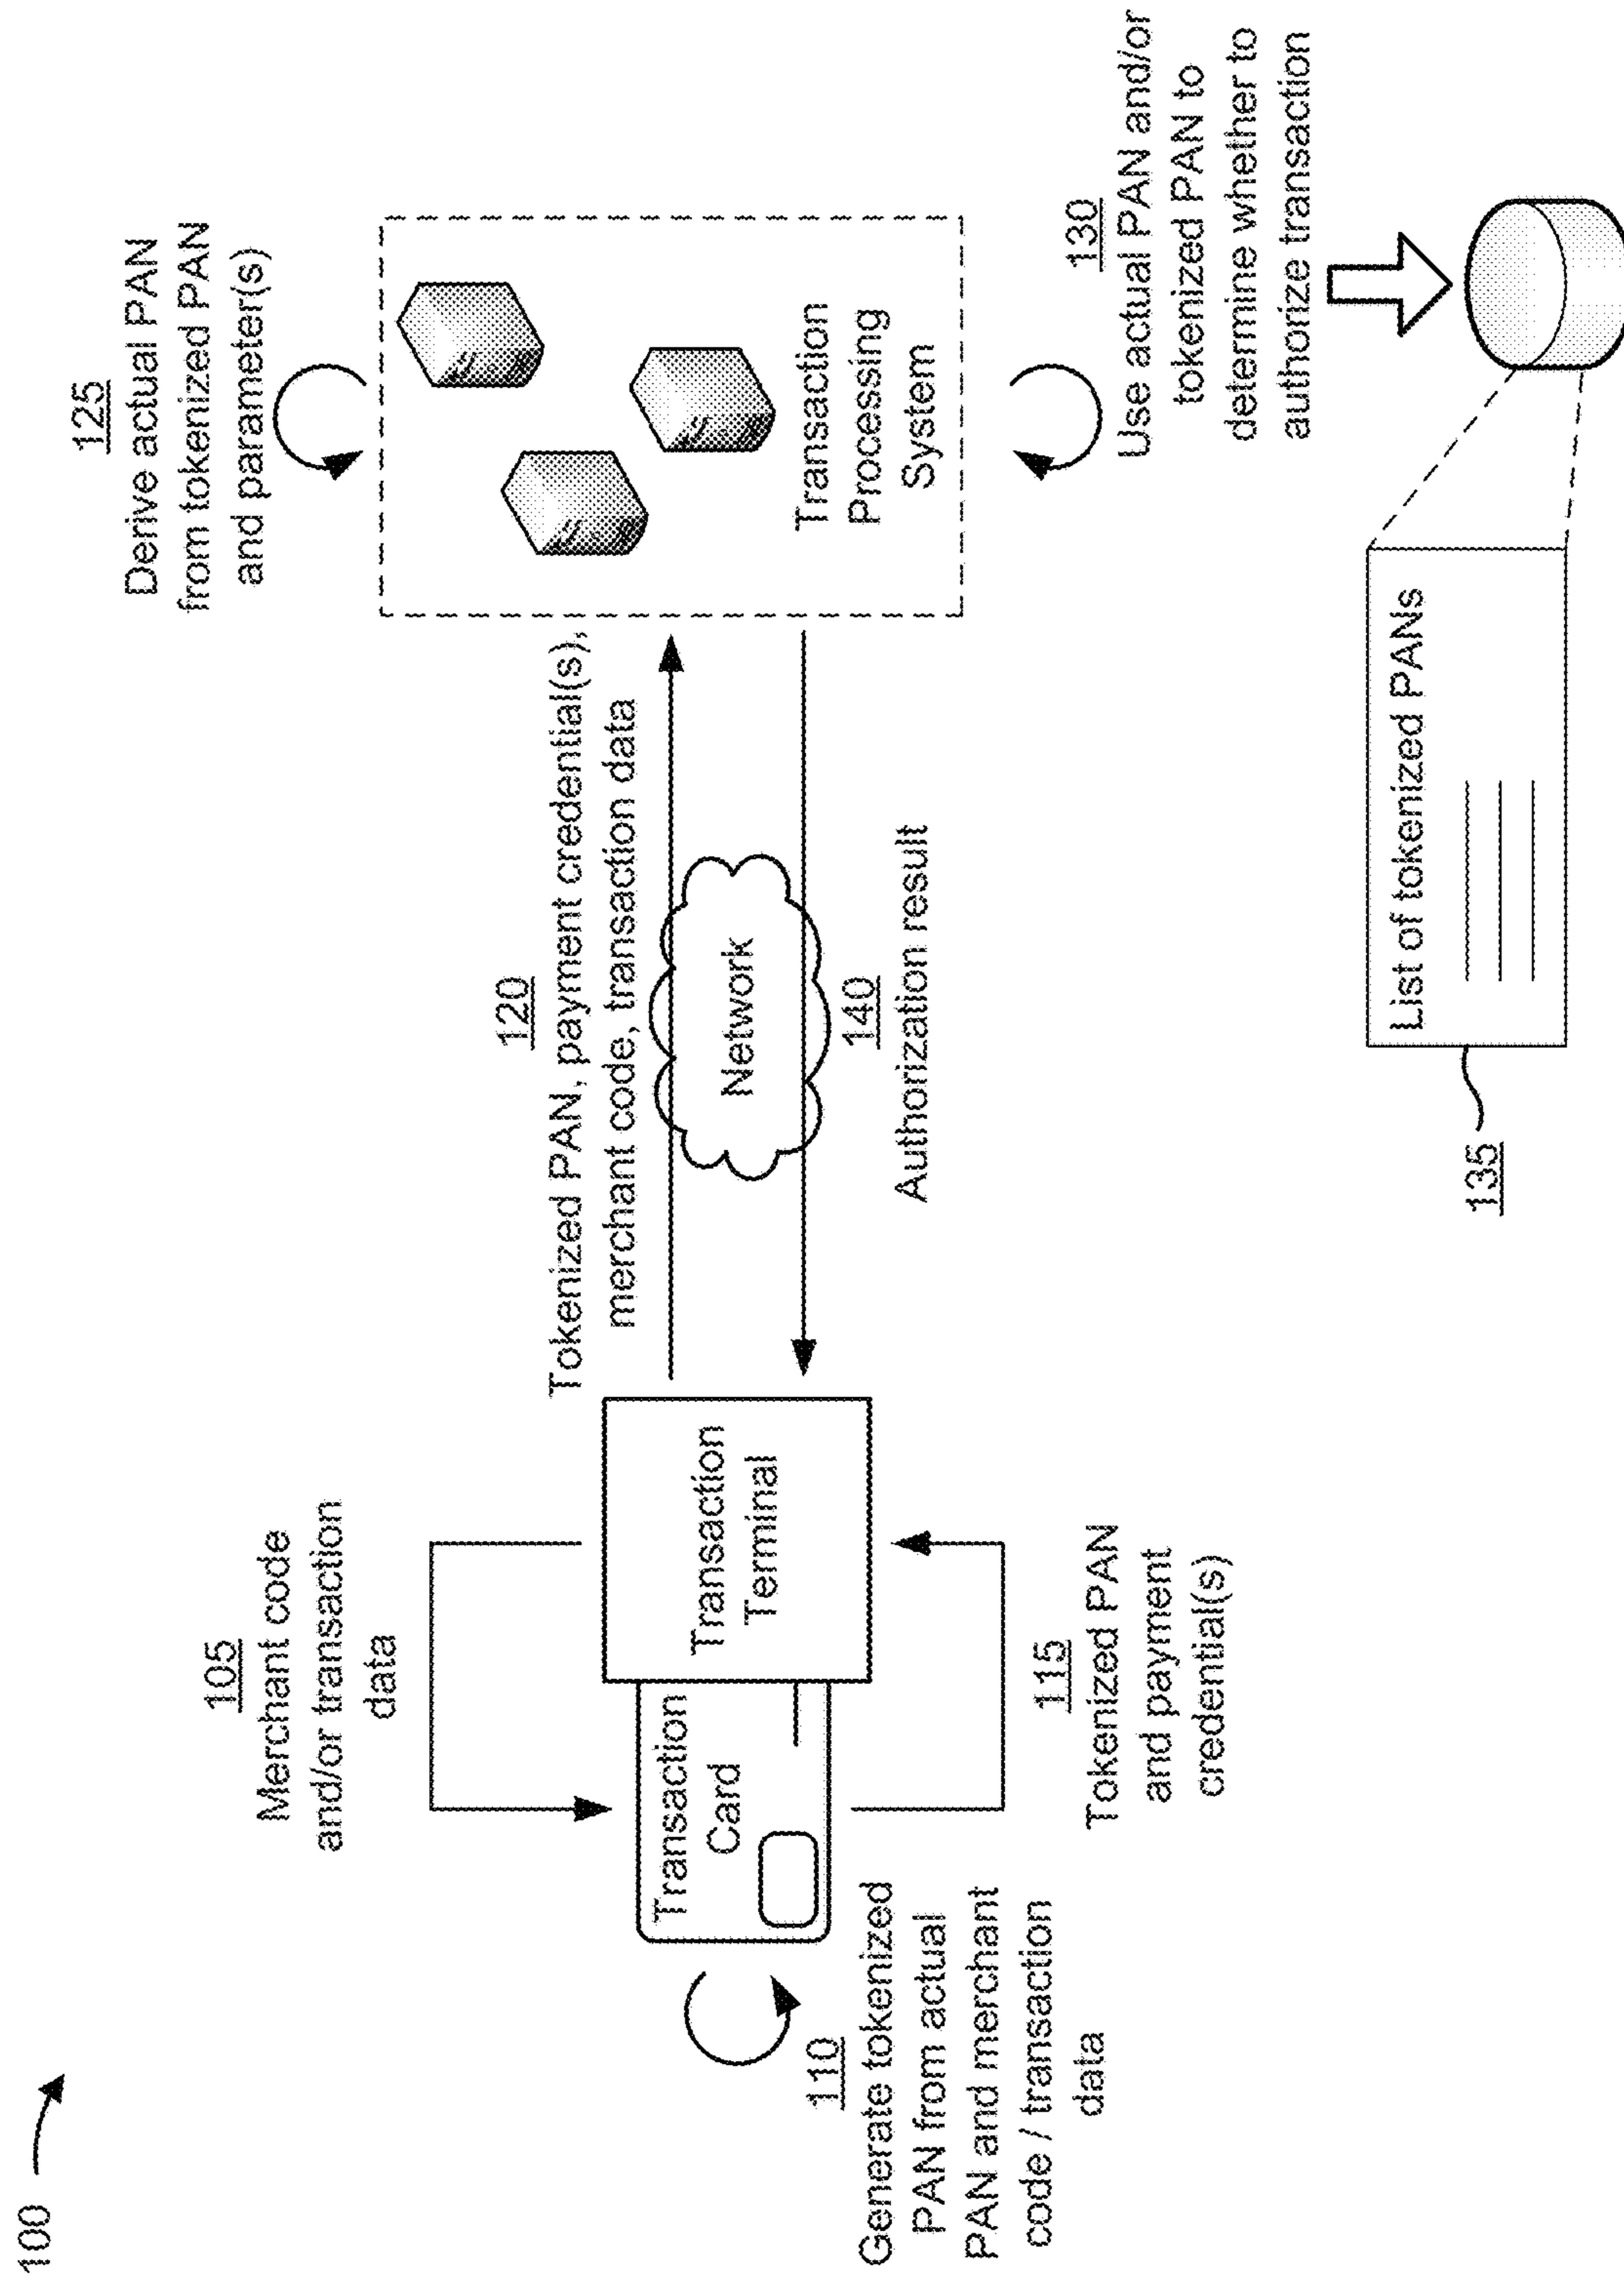 100
105
Merchant code
and/or transaction
data
Transaction
Card
Transaction
Terminal
110
Generate tokenized
PAN from actual
PAN and merchant
code / transaction
data
115
Tokenized PAN
and payment
credential(s)
120
Tokenized PAN, payment credential(s),
merchant code, transaction data
Network
140
Authorization result
125
Derive actual PAN
from tokenized PAN
and parameter(s)
Transaction
Processing
System
130
Use actual PAN and/or
tokenized PAN to
determine whether to
authorize transaction
135
List of tokenized PANs